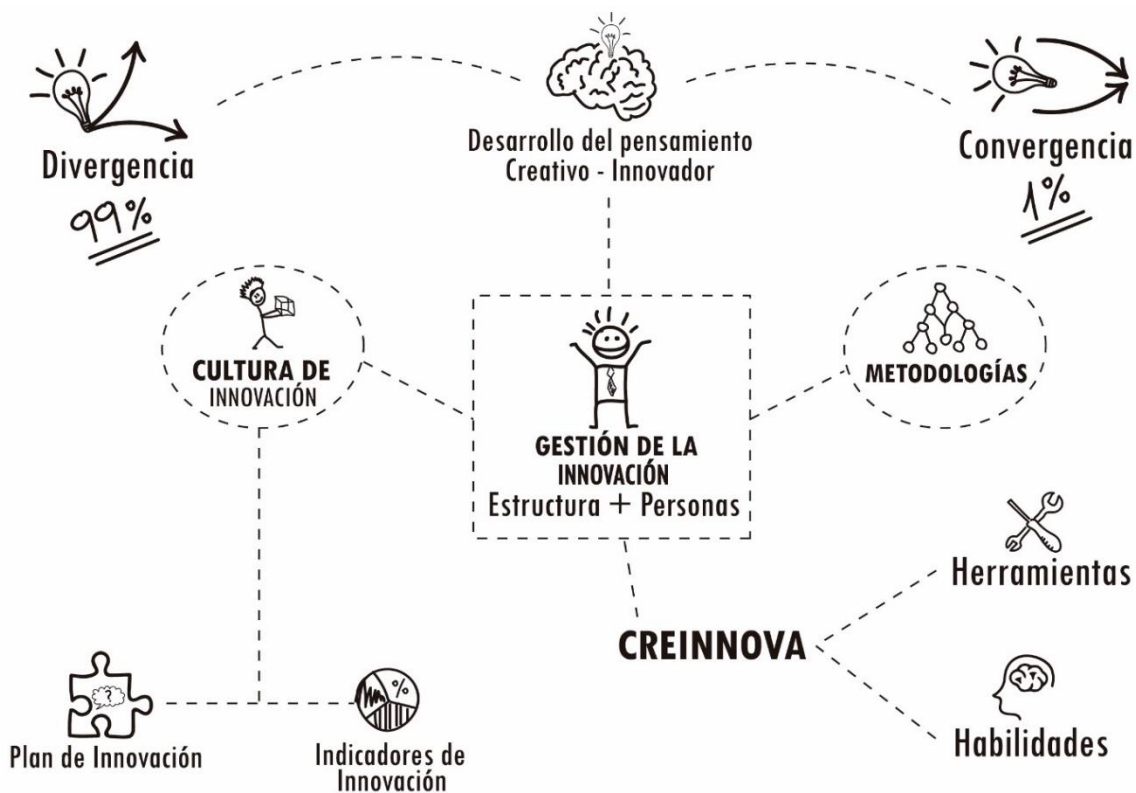 Divergencia
99%
Desarrollo del pensamiento
Creativo - Innovador
Convergencia
1%
CULTURA DE
INNOVACIÓN
GESTIÓN DE LA
INNOVACIÓN
Estructura + Personas
METODOLOGÍAS
CREINNOVA
Herramientas
Habilidades
?
Plan de Innovación
%
Indicadores de
Innovación